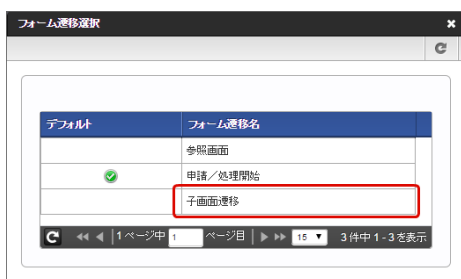 フォーム遷移選択
デフォルト フォーム遷移名
参照画面
申請／処理開始
子画面遷移
1ページ中 1 ページ目 15 3件中1-3を表示